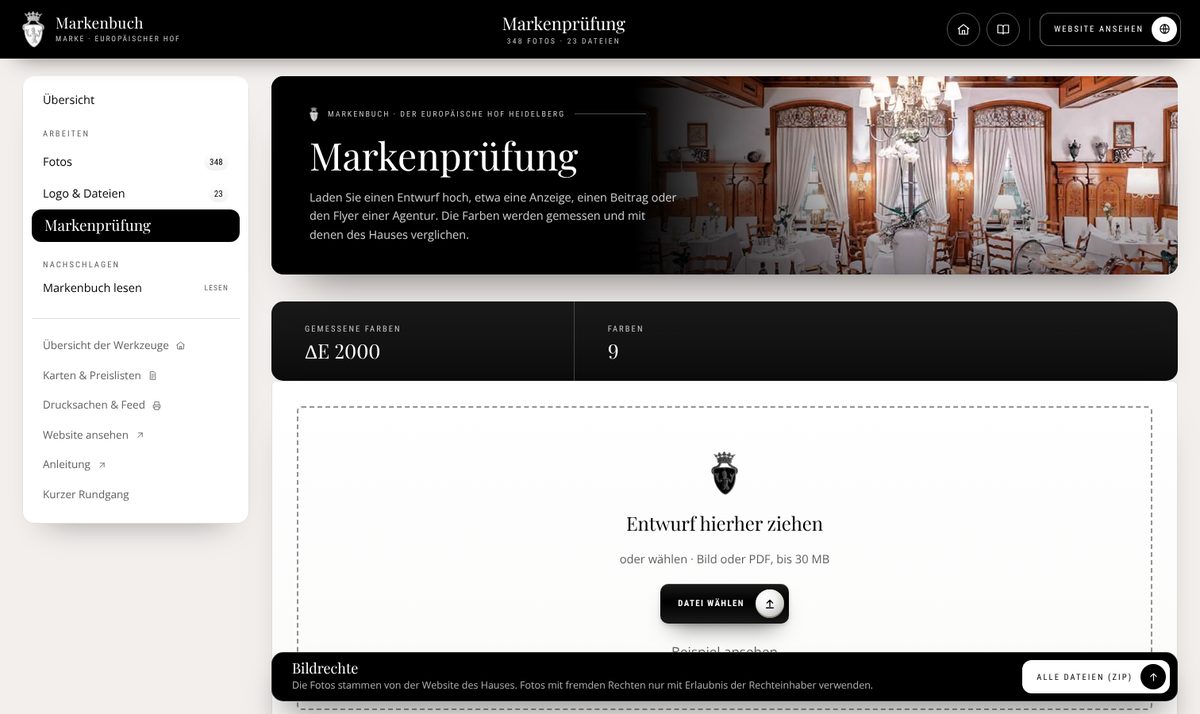 Markenbuch
MARKE · EUROPÄISCHER HOF
Markenprüfung
348 FOTOS · 23 DATEIEN
WEBSITE ANSEHEN
Übersicht
ARBEITEN
Fotos 348
Logo & Dateien 23
Markenprüfung
NACHSCHLAGEN
Markenbuch lesen LESEN
Übersicht der Werkzeuge
Karten & Preislisten
Drucksachen & Feed
Website ansehen
Anleitung
Kurzer Rundgang
MARKENBUCH · DER EUROPÄISCHE HOF HEIDELBERG
Markenprüfung
Laden Sie einen Entwurf hoch, etwa eine Anzeige, einen Beitrag oder
den Flyer einer Agentur. Die Farben werden gemessen und mit
denen des Hauses verglichen.
GEMESSENE FARBEN
ΔE 2000
FARBEN
9
Entwurf hierher ziehen
oder wählen · Bild oder PDF, bis 30 MB
DATEI WÄHLEN
Beispiel ansehen
Bildrechte
Die Fotos stammen von der Website des Hauses. Fotos mit fremden Rechten nur mit Erlaubnis der Rechteinhaber verwenden.
ALLE DATEIEN (ZIP)